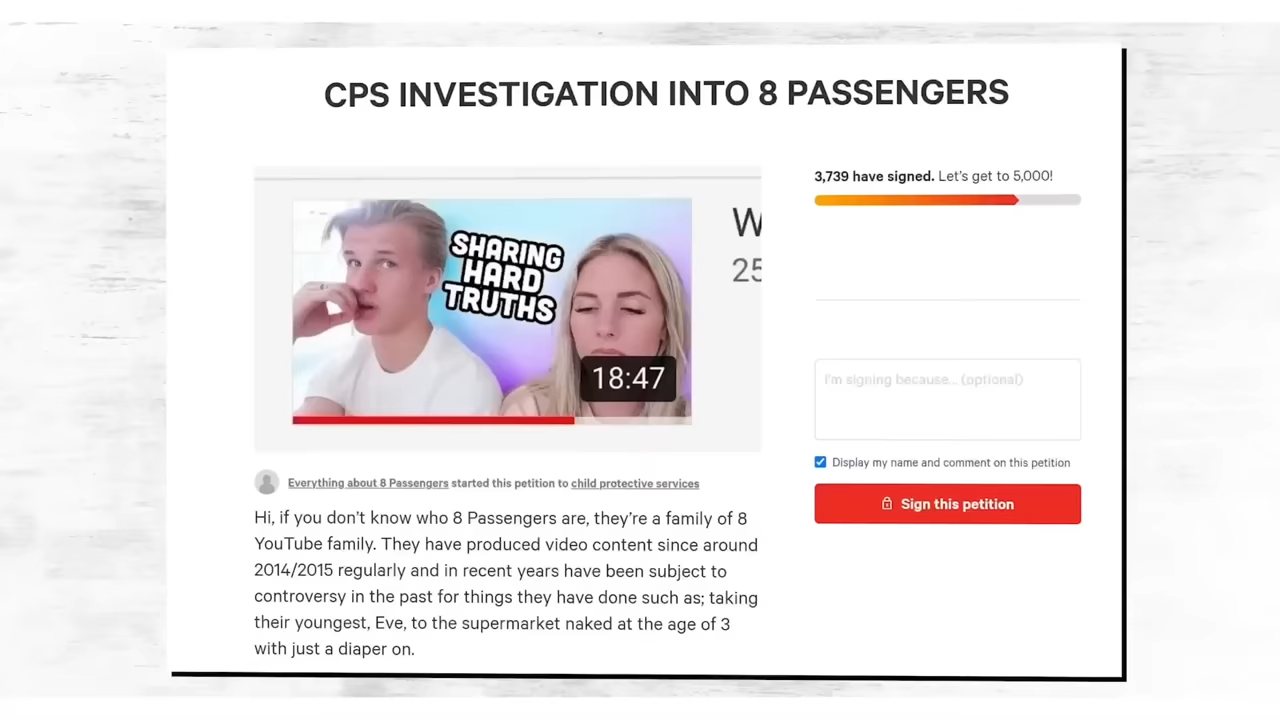 CPS INVESTIGATION INTO 8 PASSENGERS
SHARING
HARD
TRUTHS
18:47
W
25
Everything about 8 Passengers started this petition to child protective services
Hi, if you don't know who 8 Passengers are, they're a family of 8
YouTube family. They have produced video content since around
2014/2015 regularly and in recent years have been subject to
controversy in the past for things they have done such as; taking
their youngest, Eve, to the supermarket naked at the age of 3
with just a diaper on.
3,739 have signed. Let's get to 5,000!
I'm signing because... (optional)
Display my name and comment on this petition
Sign this petition